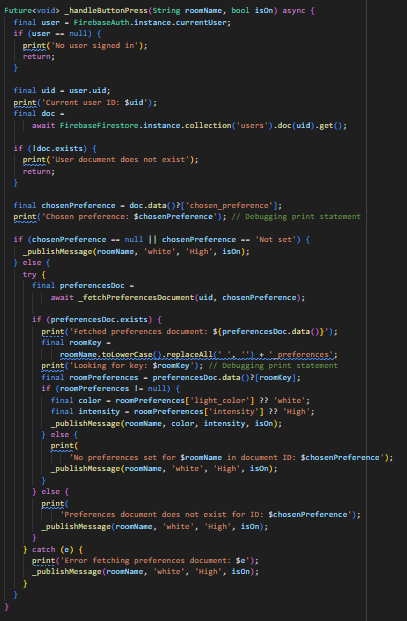 Future<void> _handleButtonPress(String roomName, bool isOn) async {
  final user = FirebaseAuth.instance.currentUser;
  if (user == null) {
    print('No user signed in');
    return;
  }

  final uid = user.uid;
  print('Current user ID: $uid');
  final doc =
      await FirebaseFirestore.instance.collection('users').doc(uid).get();

  if (!doc.exists) {
    print('User document does not exist');
    return;
  }

  final chosenPreference = doc.data()?['chosen_preference'];
  print('Chosen preference: $chosenPreference'); // Debugging print statement

  if (chosenPreference == null || chosenPreference == 'Not set') {
    _publishMessage(roomName, 'white', 'High', isOn);
  } else {
    try {
      final preferencesDoc =
          await _fetchPreferencesDocument(uid, chosenPreference);

      if (preferencesDoc.exists) {
        print('Fetched preferences document: ${preferencesDoc.data()}');
        final roomKey =
            roomName.toLowerCase().replaceAll(' ', '') + '_preferences';
        print('Looking for key: $roomKey'); // Debugging print statement
        final roomPreferences = preferencesDoc.data()?[roomKey];
        if (roomPreferences != null) {
          final color = roomPreferences['light_color'] ?? 'white';
          final intensity = roomPreferences['intensity'] ?? 'High';
          _publishMessage(roomName, color, intensity, isOn);
        } else {
          print(
              'No preferences set for $roomName in document ID: $chosenPreference');
          _publishMessage(roomName, 'white', 'High', isOn);
        }
      } else {
        print(
            'Preferences document does not exist for ID: $chosenPreference');
        _publishMessage(roomName, 'white', 'High', isOn);
      }
    } catch (e) {
      print('Error fetching preferences document: $e');
      _publishMessage(roomName, 'white', 'High', isOn);
    }
  }
}